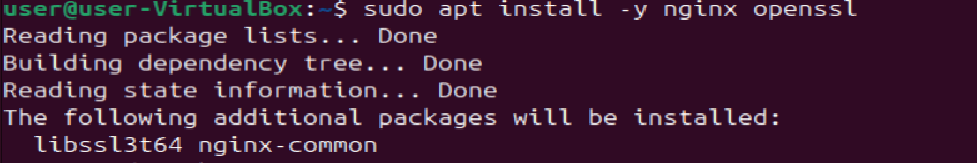 user@user-VirtualBox:~$ sudo apt install -y nginx openssl
Reading package lists... Done
Building dependency tree... Done
Reading state information... Done
The following additional packages will be installed:
  libssl3t64 nginx-common